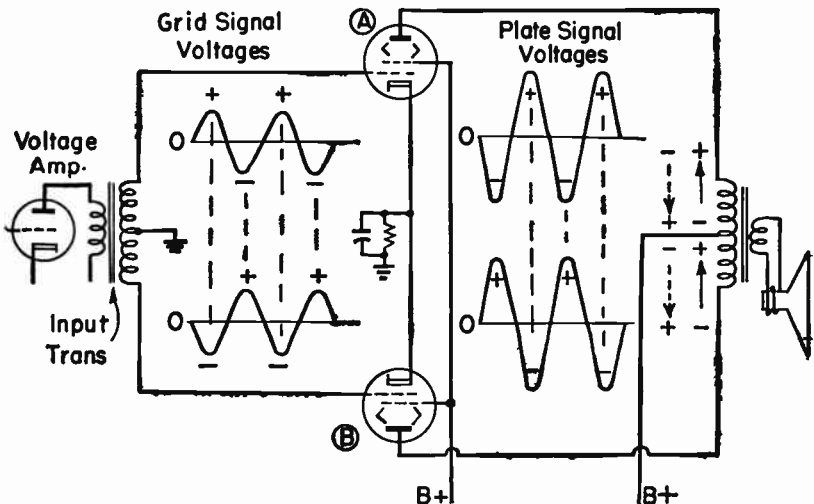 Grid Signal
Voltages
A
Plate Signal
Voltages
Voltage
Amp.
+ +
O
- -
+ +
O
- -
+ +
O
- -
+ +
O
- -
- +
+ -
- +
+ -
Input
Trans
B
B+
B+